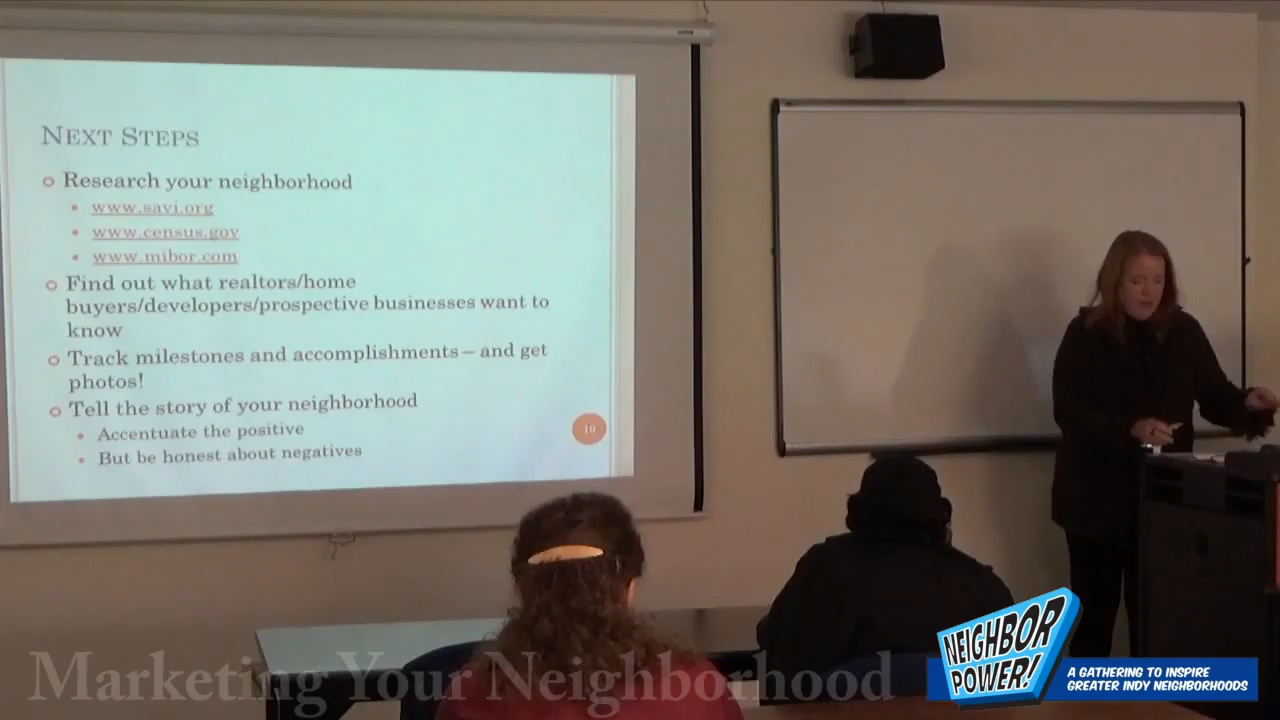 NEXT STEPS
Research your neighborhood
www.savi.org
www.census.gov
www.mibor.com
Find out what realtors/home
buyers/developers/prospective businesses want to
know
Track milestones and accomplishments – and get
photos!
Tell the story of your neighborhood
Accentuate the positive
But be honest about negatives
10
Marketing Your Neighborhood
NEIGHBOR
POWER!
A GATHERING TO INSPIRE
GREATER INDY NEIGHBORHOODS